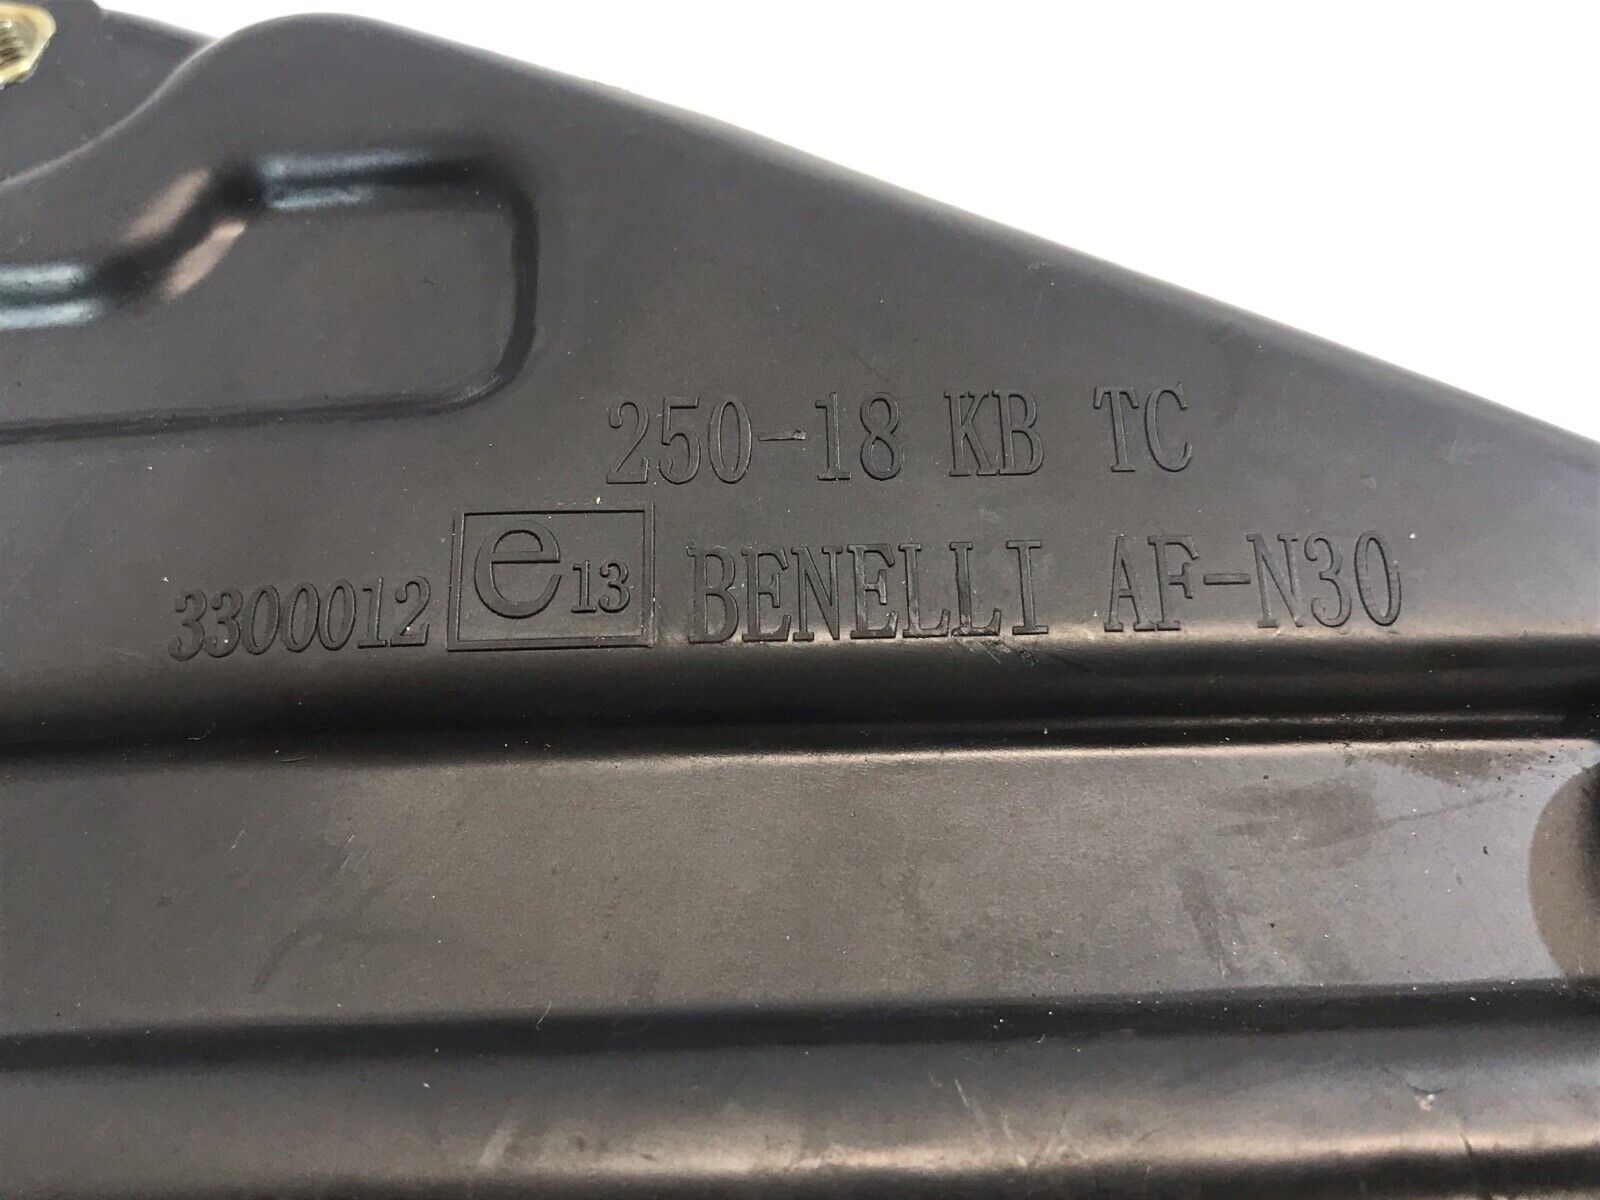 250-18 KB TC
3300012 e13 BENELLI AF-N30